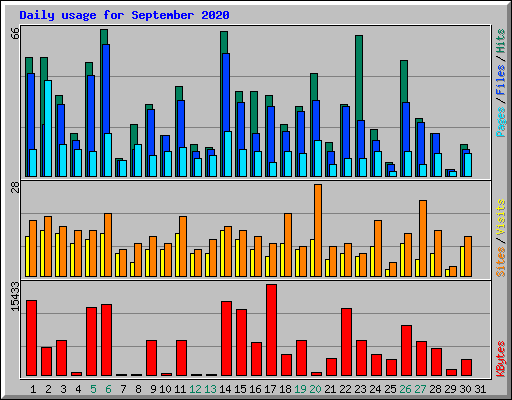 Daily usage for September 2020
66
Pages / Files / Hits
28
Sites / Visits
15433
KBytes
1 2 3 4 5 6 7 8 9 10 11 12 13 14 15 16 17 18 19 20 21 22 23 24 25 26 27 28 29 30 31